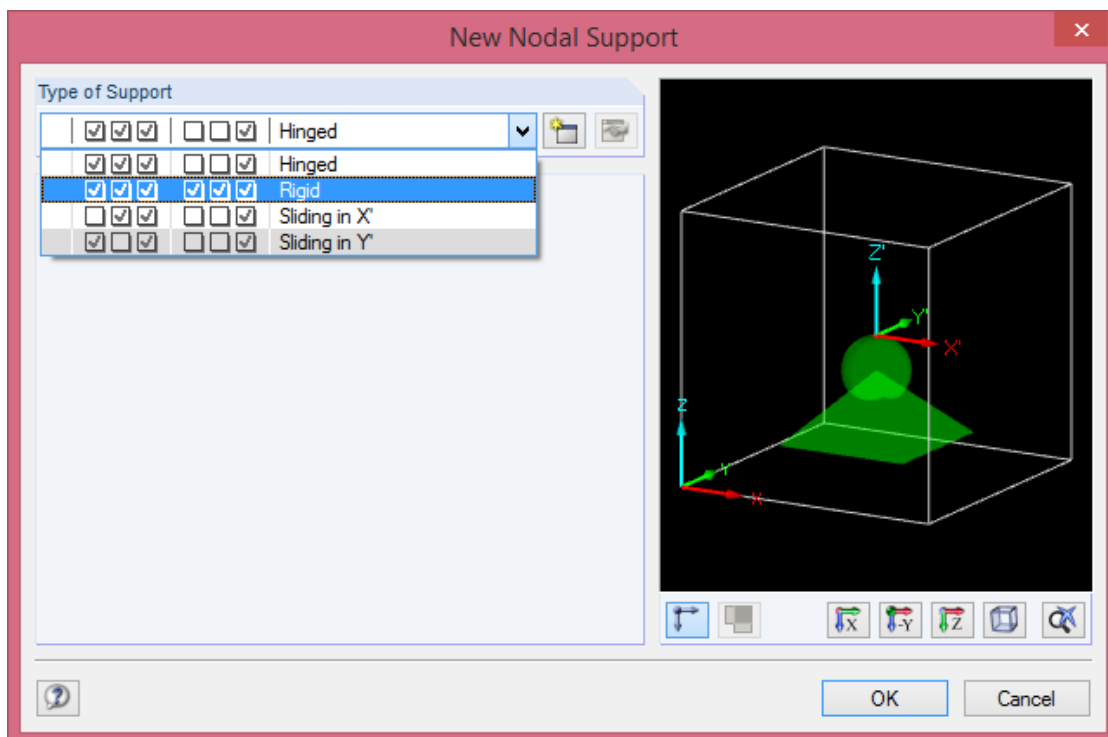 New Nodal Support
Type of Support
Hinged
Hinged
Rigid
Sliding in X'
Sliding in Y'
Z'
Y'
X'
Z
Y
X
X -Y Z
OK Cancel